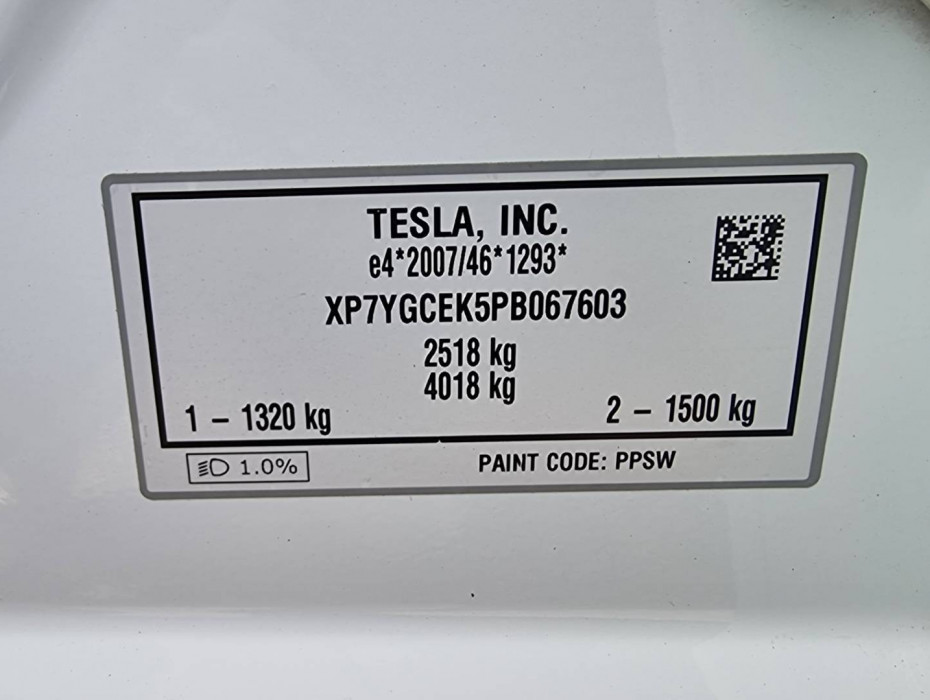 TESLA, INC.
e4*2007/46*1293*
XP7YGCEK5PB067603
2518 kg
4018 kg
1 – 1320 kg
2 – 1500 kg
1.0%
PAINT CODE: PPSW